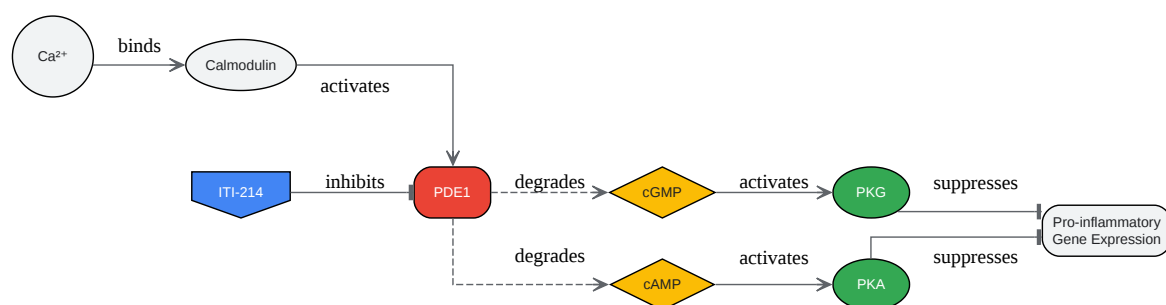 Ca²⁺
binds
Calmodulin
activates
ITI-214
inhibits
PDE1
degrades
cGMP
activates
PKG
suppresses
Pro-inflammatory
Gene Expression
degrades
cAMP
activates
PKA
suppresses